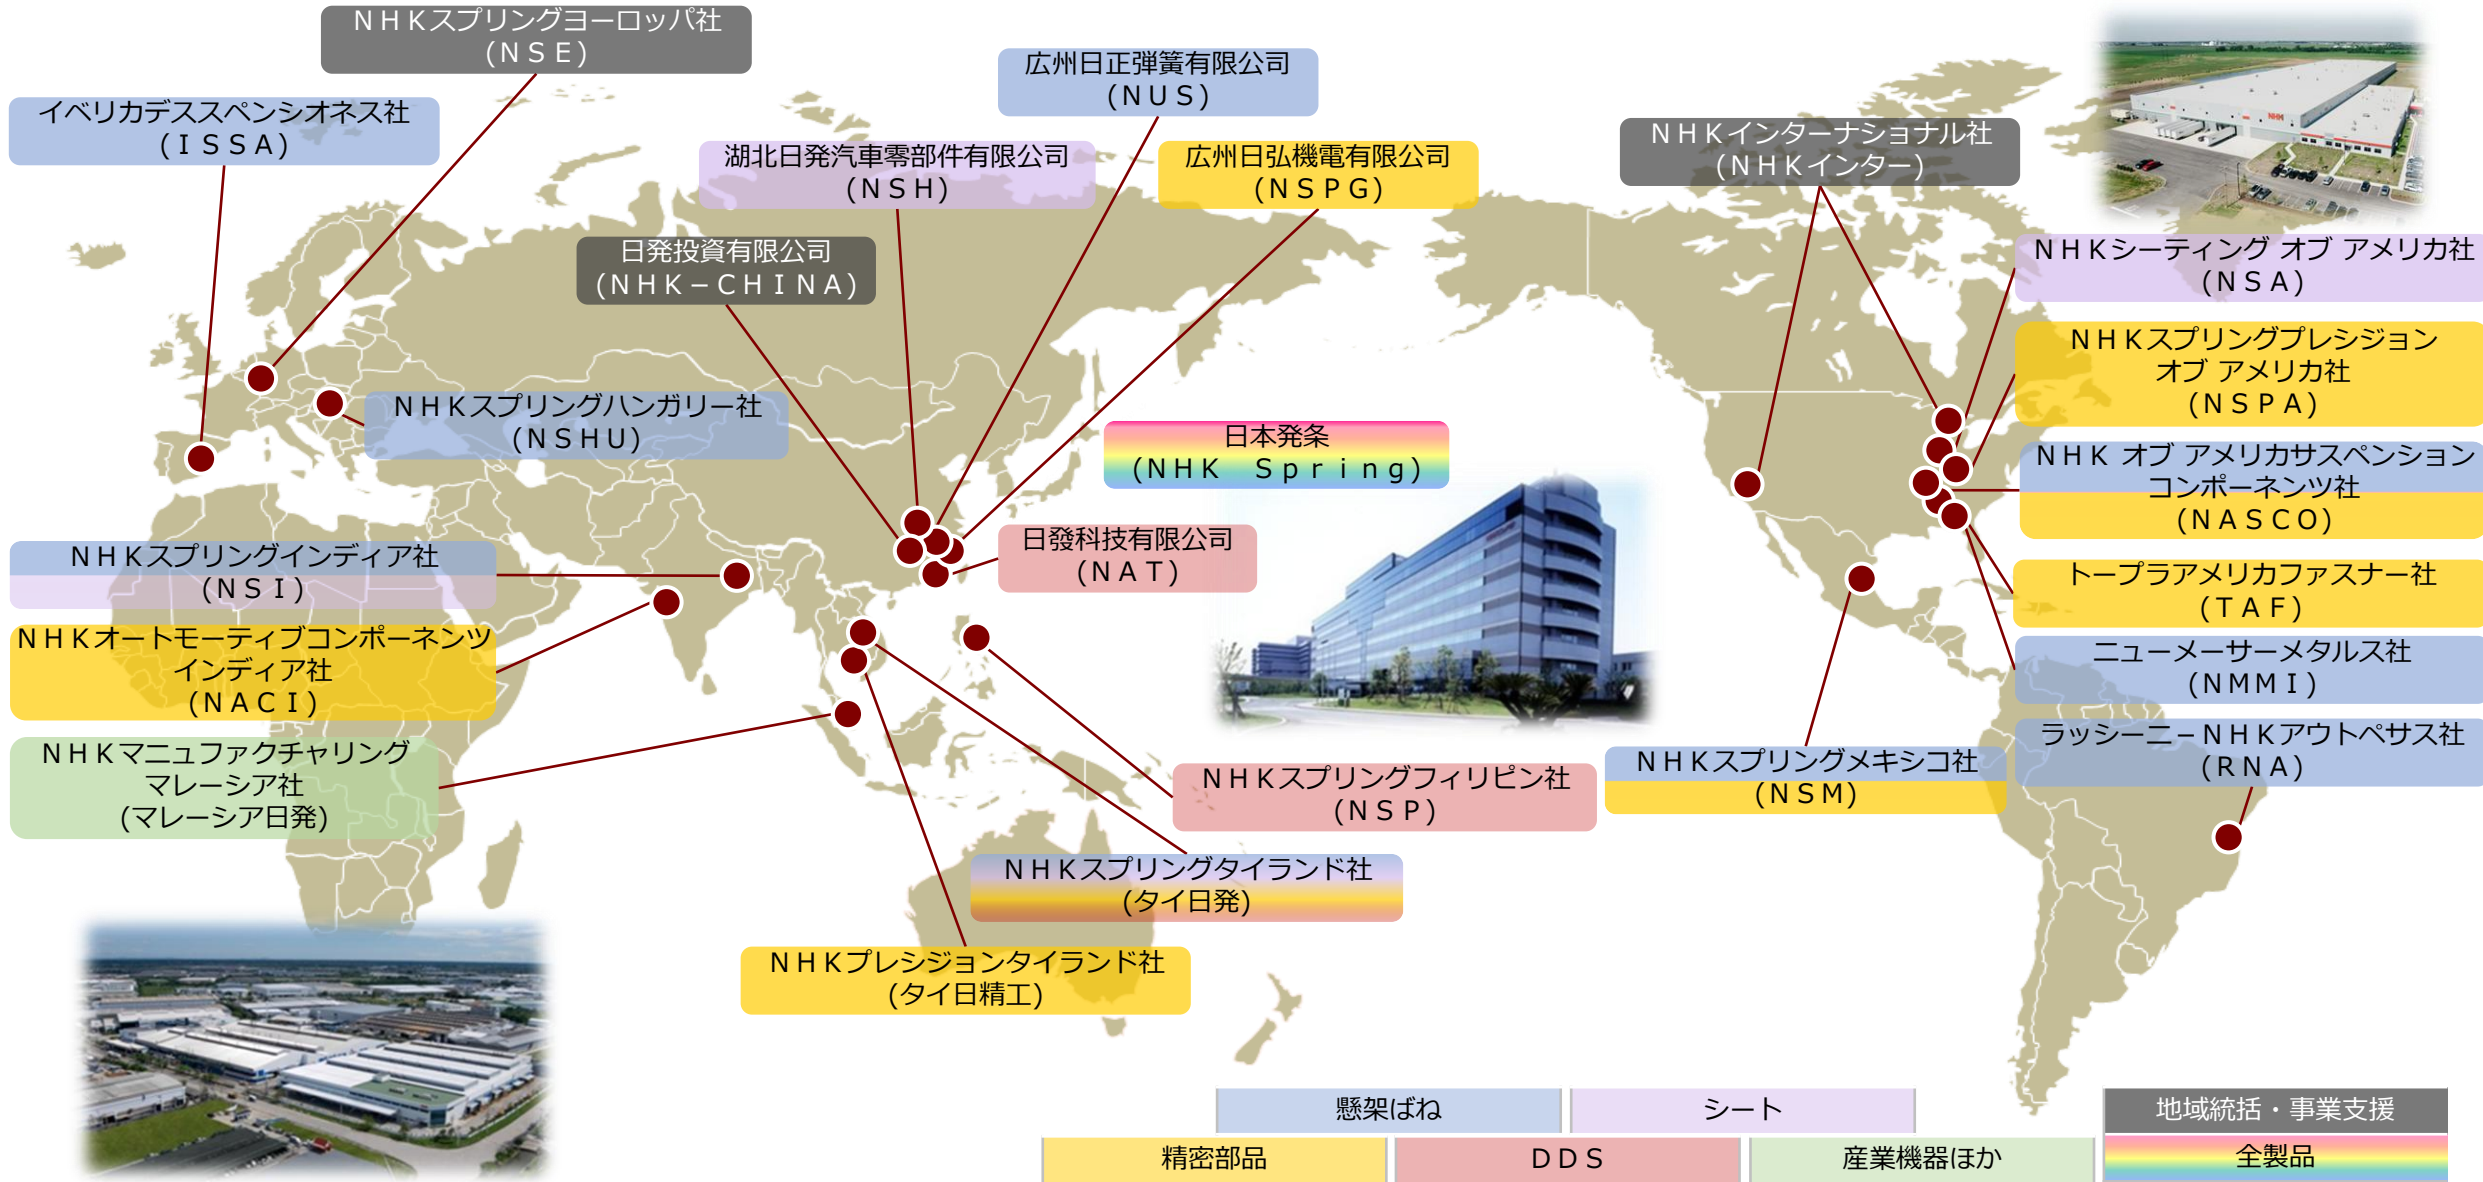 ＮＨＫスプリングヨーロッパ社
(ＮＳＥ)
イベリカデススペンシオネス社
(ＩＳＳＡ)
広州日正弾簧有限公司
(ＮＵＳ)
湖北日発汽車零部件有限公司
(ＮＳＨ)
広州日弘機電有限公司
(ＮＳＰＧ)
ＮＨＫインターナショナル社
(ＮＨＫインター)
日発投資有限公司
(ＮＨＫ－ＣＨＩＮＡ)
ＮＨＫシーティング オブ アメリカ社
(ＮＳＡ)
ＮＨＫスプリングプレシジョン
オブ アメリカ社
(ＮＳＰＡ)
ＮＨＫスプリングハンガリー社
(ＮＳＨＵ)
日本発条
(ＮＨＫ　Ｓｐｒｉｎｇ)
ＮＨＫ オブ アメリカサスペンション
コンポーネンツ社
(ＮＡＳＣＯ)
日發科技有限公司
(ＮＡＴ)
ＮＨＫスプリングインディア社
(ＮＳＩ)
トープラアメリカファスナー社
(ＴＡＦ)
ＮＨＫオートモーティブコンポーネンツ
インディア社
(ＮＡＣＩ)
ニューメーサーメタルス社
(ＮＭＭＩ)
ＮＨＫマニュファクチャリング
マレーシア社
(マレーシア日発)
ラッシーニ－ＮＨＫアウトペサス社
(ＲＮＡ)
ＮＨＫスプリングフィリピン社
(ＮＳＰ)
ＮＨＫスプリングメキシコ社
(ＮＳＭ)
ＮＨＫスプリングタイランド社
(タイ日発)
ＮＨＫプレシジョンタイランド社
(タイ日精工)
懸架ばね
シート
地域統括・事業支援
精密部品
ＤＤＳ
産業機器ほか
全製品